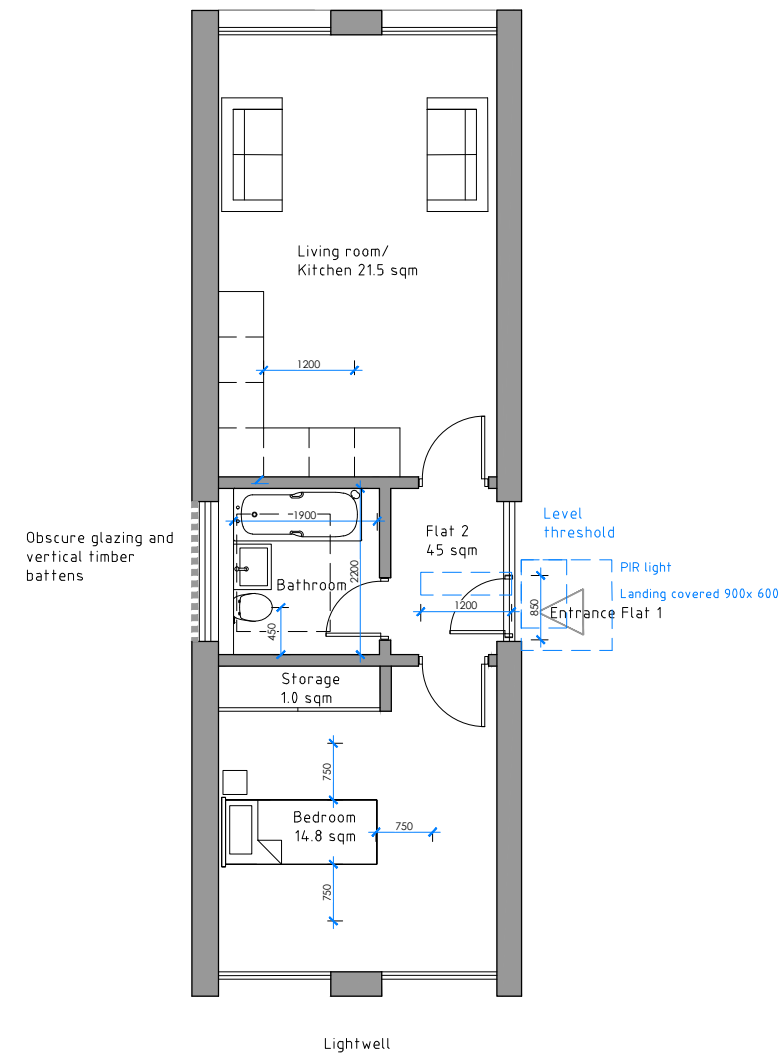 Living room/
Kitchen 21.5 sqm
1200
Obscure glazing and
vertical timber
battens
1900
2200
Bathroom
450
Flat 2
45 sqm
1200
850
Level
threshold
PIR light
Landing covered 900x 600
Entrance Flat 1
Storage
1.0 sqm
750
Bedroom
14.8 sqm
750
750
Lightwell